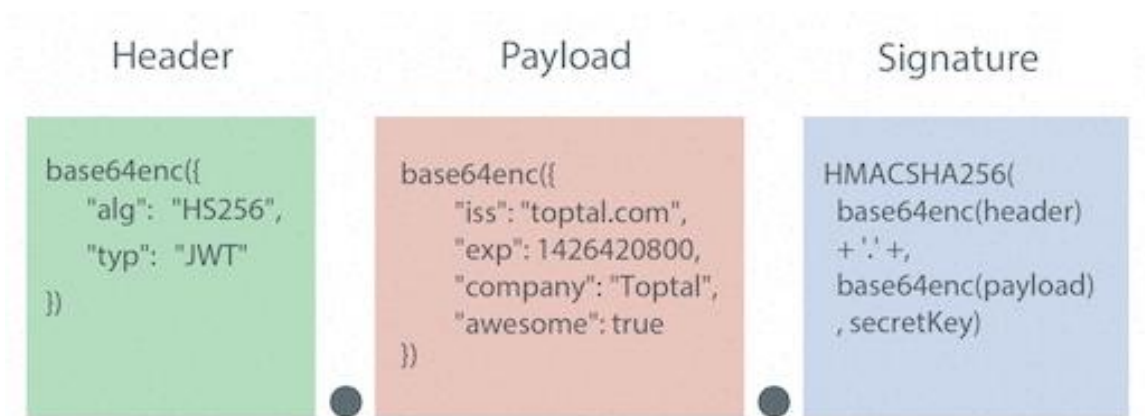 Header
Payload
Signature
base64enc({
"alg": "HS256",
"typ": "JWT"
})
base64enc({
"iss": "toptal.com",
"exp": 1426420800,
"company": "Toptal",
"awesome": true
})
HMACSHA256(
base64enc(header)
+ '.' +,
base64enc(payload)
, secretKey)